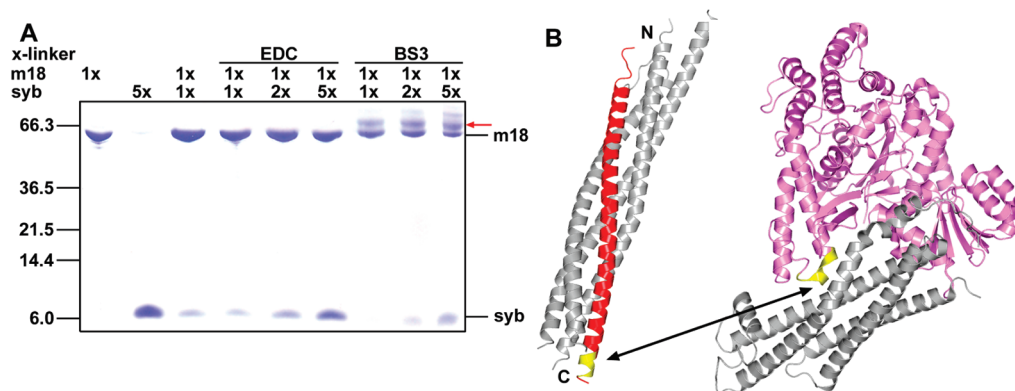 A
x-linker EDC BS3
m18 1x 1x 1x 1x 1x 1x 1x 1x
syb 5x 1x 1x 2x 5x 1x 2x 5x
66.3
m18
36.5
21.5
14.4
6.0
syb
B
N
C